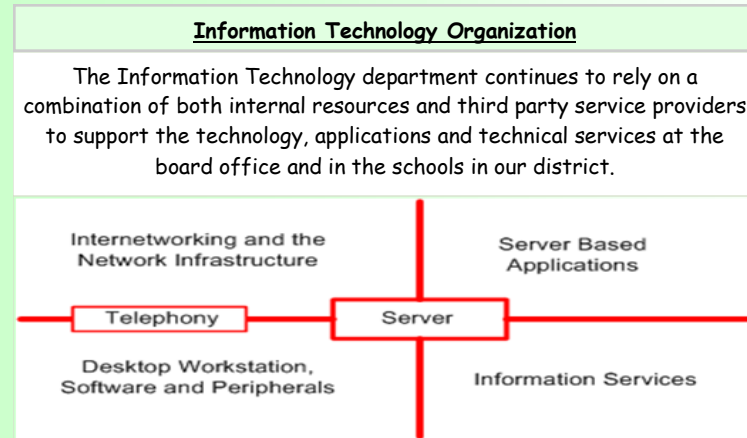 Information Technology Organization
The Information Technology department continues to rely on a
combination of both internal resources and third party service providers
to support the technology, applications and technical services at the
board office and in the schools in our district.
Internetworking and the
Network Infrastructure
Server Based
Applications
Telephony
Server
Desktop Workstation,
Software and Peripherals
Information Services